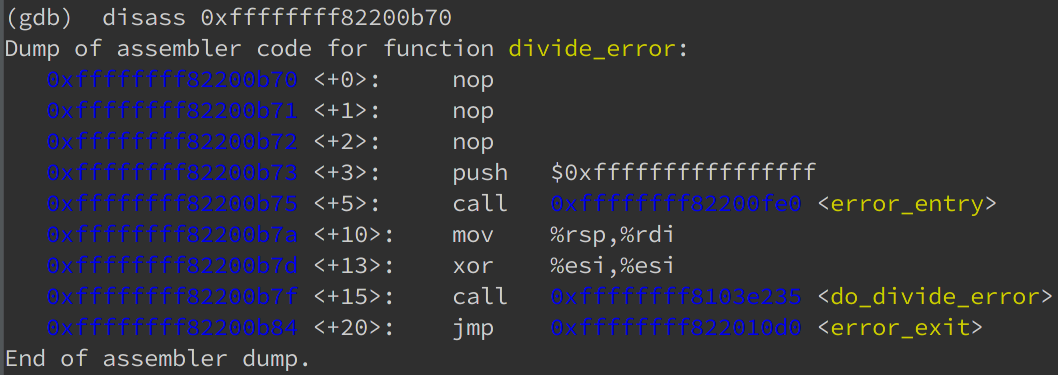 (gdb)  disass 0xffffffff82200b70
Dump of assembler code for function divide_error:
   0xffffffff82200b70 <+0>:     nop
   0xffffffff82200b71 <+1>:     nop
   0xffffffff82200b72 <+2>:     nop
   0xffffffff82200b73 <+3>:     push   $0xffffffffffffffff
   0xffffffff82200b75 <+5>:     call   0xffffffff82200fe0 <error_entry>
   0xffffffff82200b7a <+10>:    mov    %rsp,%rdi
   0xffffffff82200b7d <+13>:    xor    %esi,%esi
   0xffffffff82200b7f <+15>:    call   0xffffffff8103e235 <do_divide_error>
   0xffffffff82200b84 <+20>:    jmp    0xffffffff822010d0 <error_exit>
End of assembler dump.